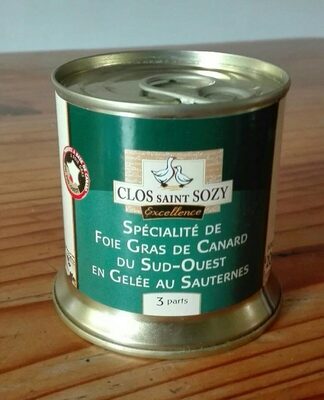 CLOS SAINT SOZY
Excellence
SPÉCIALITÉ DE
FOIE GRAS DE CANARD
DU SUD-OUEST
EN GELÉE AU SAUTERNES
3 parts